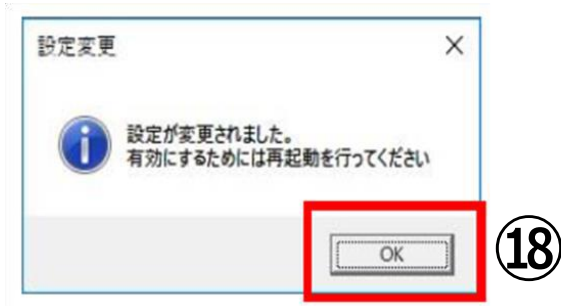 設定変更
設定が変更されました。
有効にするためには再起動を行ってください
OK
⑱